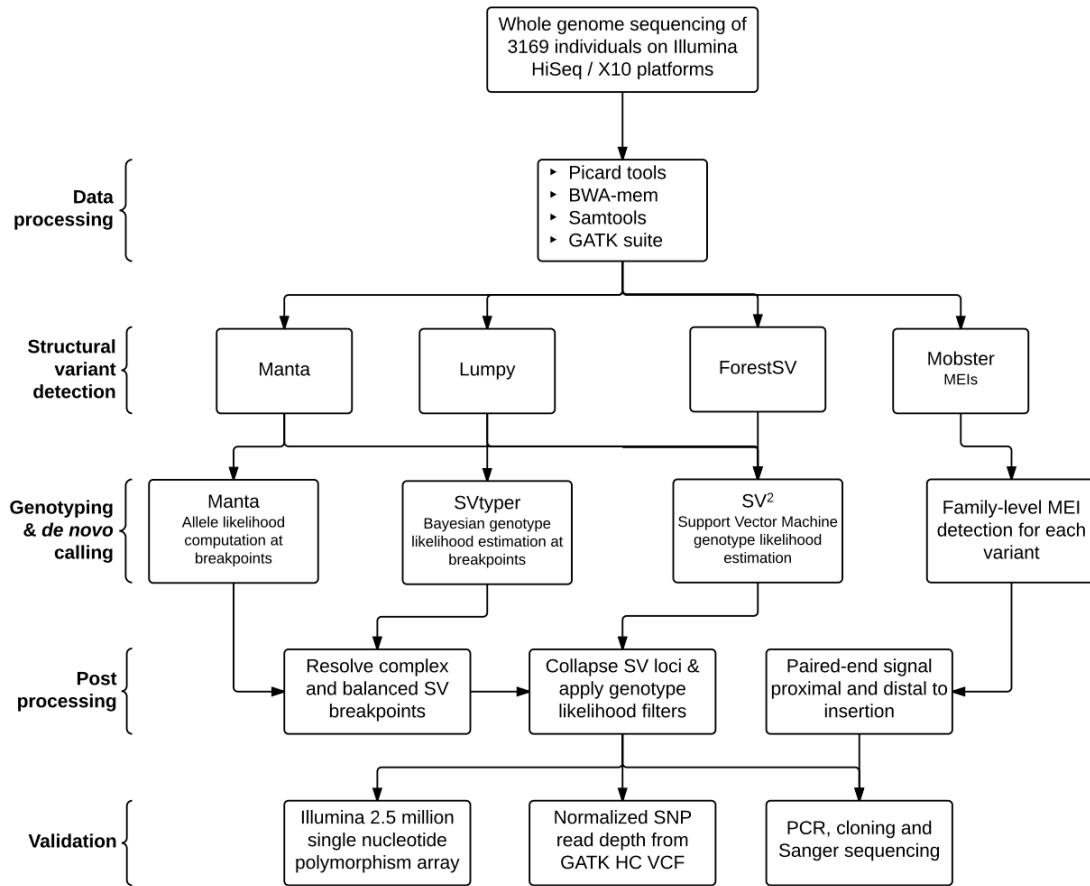 Whole genome sequencing of
3169 individuals on Illumina
HiSeq / X10 platforms
Data
processing
‣ Picard tools
‣ BWA-mem
‣ Samtools
‣ GATK suite
Structural
variant
detection
Manta
Lumpy
ForestSV
Mobster
MEIs
Genotyping
& de novo
calling
Manta
Allele likelihood
computation at
breakpoints
SVtyper
Bayesian genotype
likelihood estimation at
breakpoints
SV²
Support Vector Machine
genotype likelihood
estimation
Family-level MEI
detection for each
variant
Post
processing
Resolve complex
and balanced SV
breakpoints
Collapse SV loci &
apply genotype
likelihood filters
Paired-end signal
proximal and distal to
insertion
Validation
Illumina 2.5 million
single nucleotide
polymorphism array
Normalized SNP
read depth from
GATK HC VCF
PCR, cloning and
Sanger sequencing